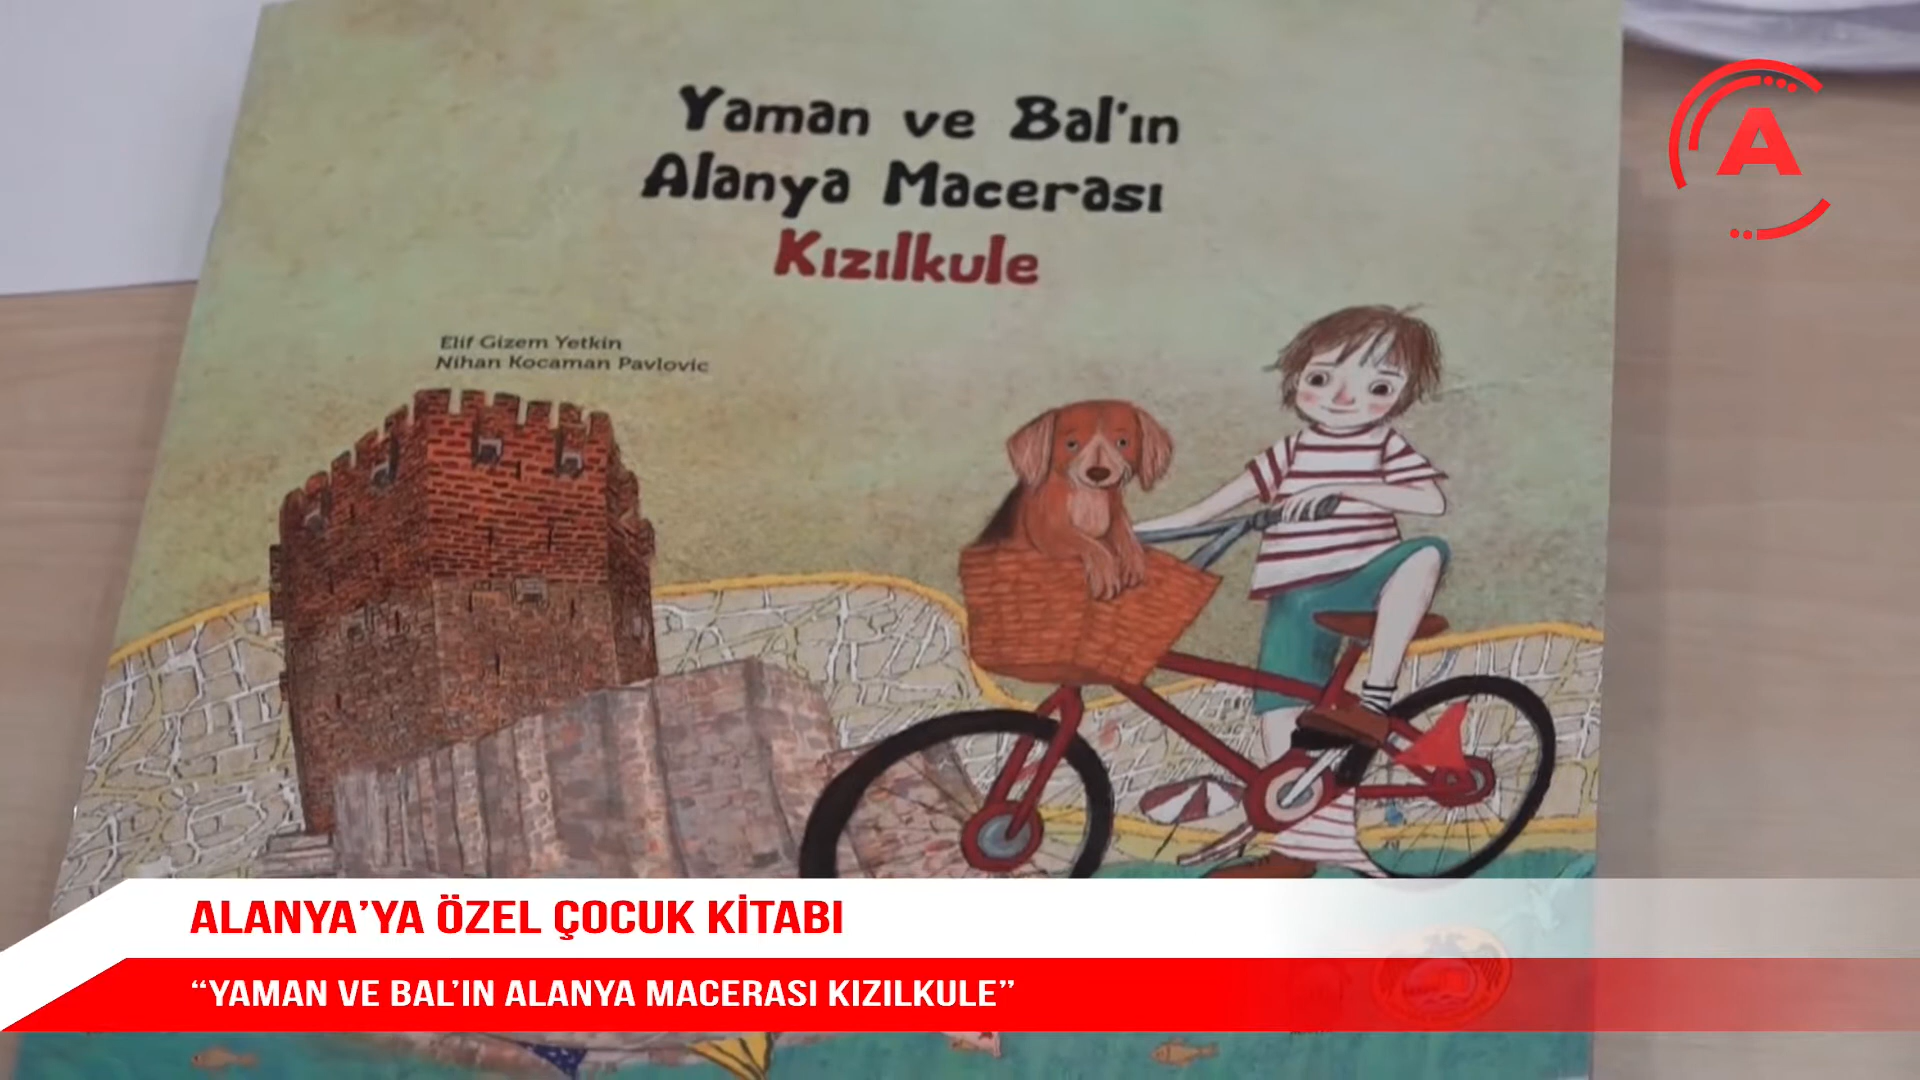 Yaman ve Bal'ın
Alanya Macerası
Kızılkule
Elif Gizem Yetkin
Nihan Kocaman Pavlovic
A
ALANYA'YA ÖZEL ÇOCUK KİTABI
“YAMAN VE BAL'IN ALANYA MACERASI KIZILKULE”